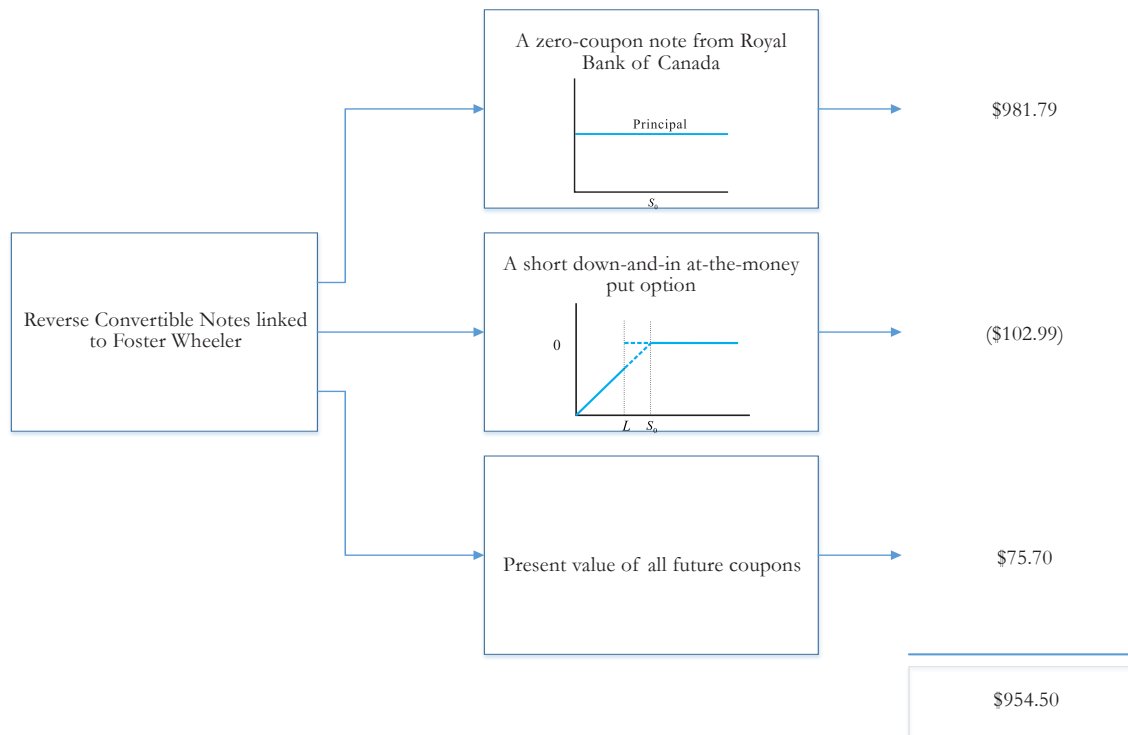 A zero-coupon note from Royal
Bank of Canada
Principal
S₀
$981.79
Reverse Convertible Notes linked
to Foster Wheeler
A short down-and-in at-the-money
put option
0
L S₀
($102.99)
Present value of all future coupons
$75.70
$954.50